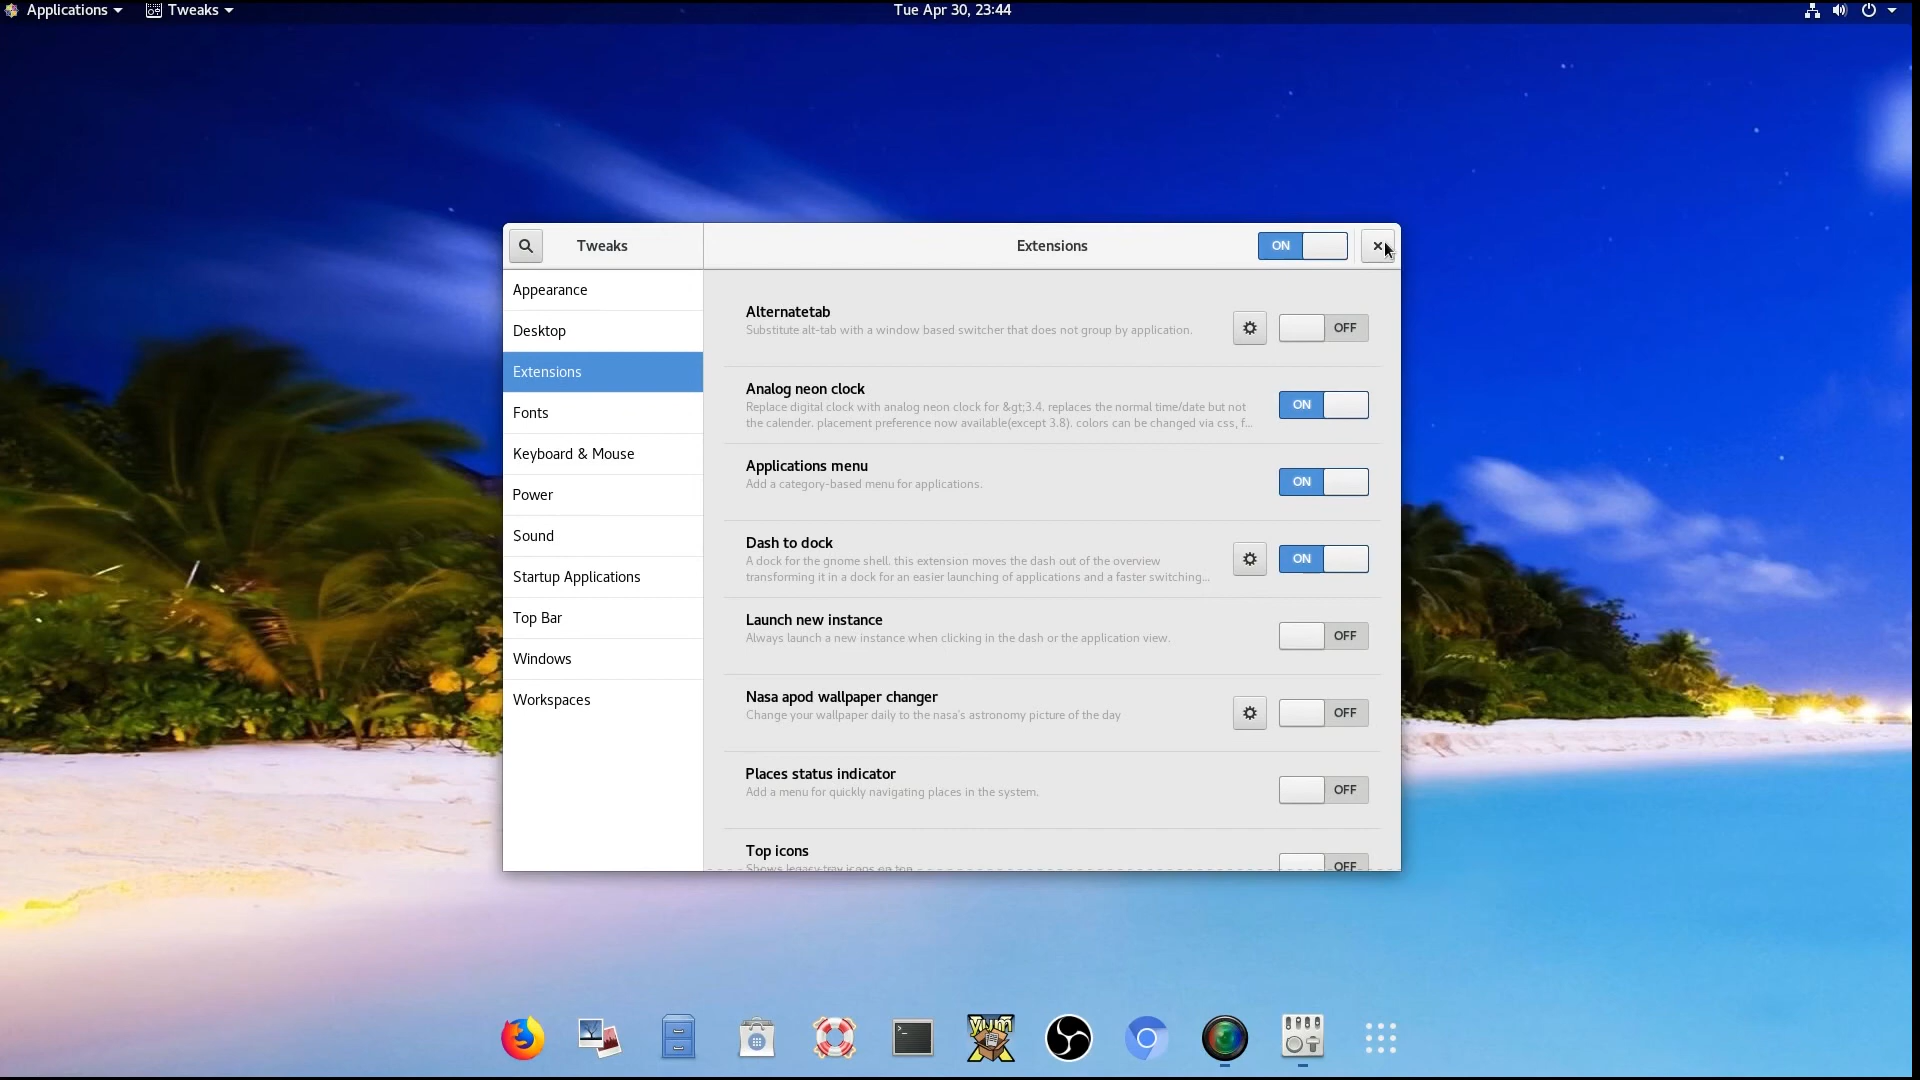 Applications
Tweaks
Tue Apr 30, 23:44
Tweaks
Extensions
ON
Appearance
Desktop
Extensions
Fonts
Keyboard & Mouse
Power
Sound
Startup Applications
Top Bar
Windows
Workspaces
Alternatetab
Substitute alt-tab with a window based switcher that does not group by application.
OFF
Analog neon clock
Replace digital clock with analog neon clock for &gt;3.4. replaces the normal time/date but not
the calender. placement preference now available(except 3.8). colors can be changed via css, f...
ON
Applications menu
Add a category-based menu for applications.
ON
Dash to dock
A dock for the gnome shell. this extension moves the dash out of the overview
transforming it in a dock for an easier launching of applications and a faster switching...
ON
Launch new instance
Always launch a new instance when clicking in the dash or the application view.
OFF
Nasa apod wallpaper changer
Change your wallpaper daily to the nasa's astronomy picture of the day
OFF
Places status indicator
Add a menu for quickly navigating places in the system.
OFF
Top icons
Shows legacy tray icons on top
OFF
YUM